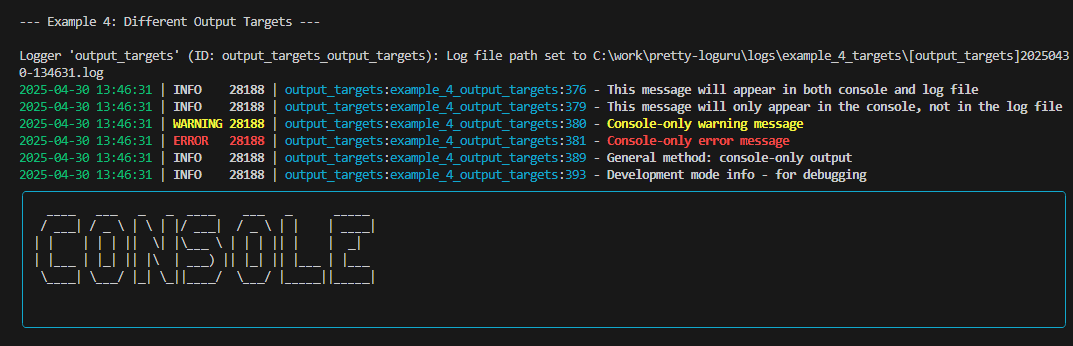 --- Example 4: Different Output Targets ---
Logger 'output_targets' (ID: output_targets_output_targets): Log file path set to C:\work\pretty-loguru\logs\example_4_targets\[output_targets]2025043
0-134631.log
2025-04-30 13:46:31 | INFO    28188 | output_targets:example_4_output_targets:376 - This message will appear in both console and log file
2025-04-30 13:46:31 | INFO    28188 | output_targets:example_4_output_targets:379 - This message will only appear in the console, not in the log file
2025-04-30 13:46:31 | WARNING 28188 | output_targets:example_4_output_targets:380 - Console-only warning message
2025-04-30 13:46:31 | ERROR   28188 | output_targets:example_4_output_targets:381 - Console-only error message
2025-04-30 13:46:31 | INFO    28188 | output_targets:example_4_output_targets:389 - General method: console-only output
2025-04-30 13:46:31 | INFO    28188 | output_targets:example_4_output_targets:393 - Development mode info - for debugging
CONSOLE